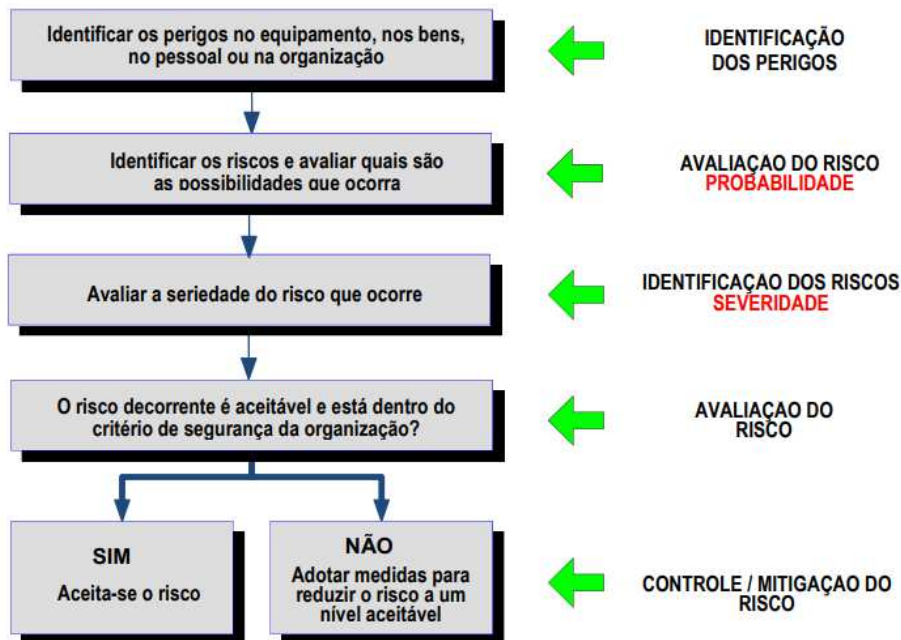 Identificar os perigos no equipamento, nos bens,
no pessoal ou na organização
IDENTIFICAÇÃO
DOS PERIGOS
Identificar os riscos e avaliar quais são
as possibilidades que ocorra
AVALIAÇAO DO RISCO
PROBABILIDADE
Avaliar a seriedade do risco que ocorre
IDENTIFICAÇAO DOS RISCOS
SEVERIDADE
O risco decorrente é aceitável e está dentro do
critério de segurança da organização?
AVALIAÇAO DO
RISCO
SIM
Aceita-se o risco
NÃO
Adotar medidas para
reduzir o risco a um
nível aceitável
CONTROLE / MITIGAÇAO DO
RISCO